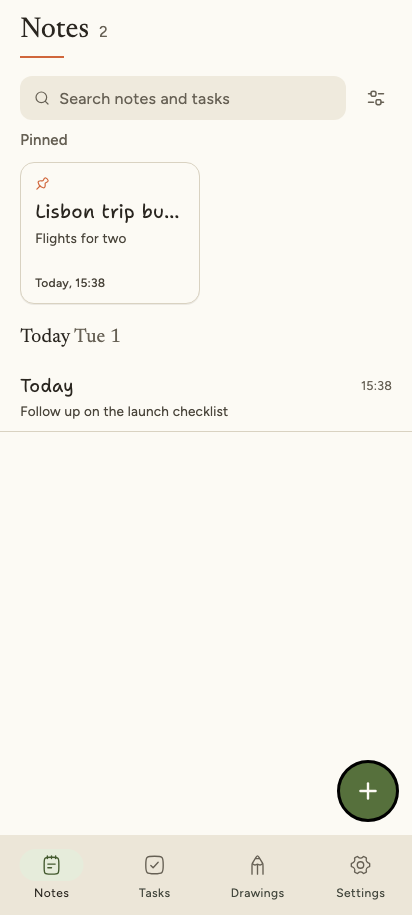 Notes 2
Search notes and tasks
Pinned
Lisbon trip bu...
Flights for two
Today, 15:38
Today Tue 1
Today 15:38
Follow up on the launch checklist
Notes Tasks Drawings Settings